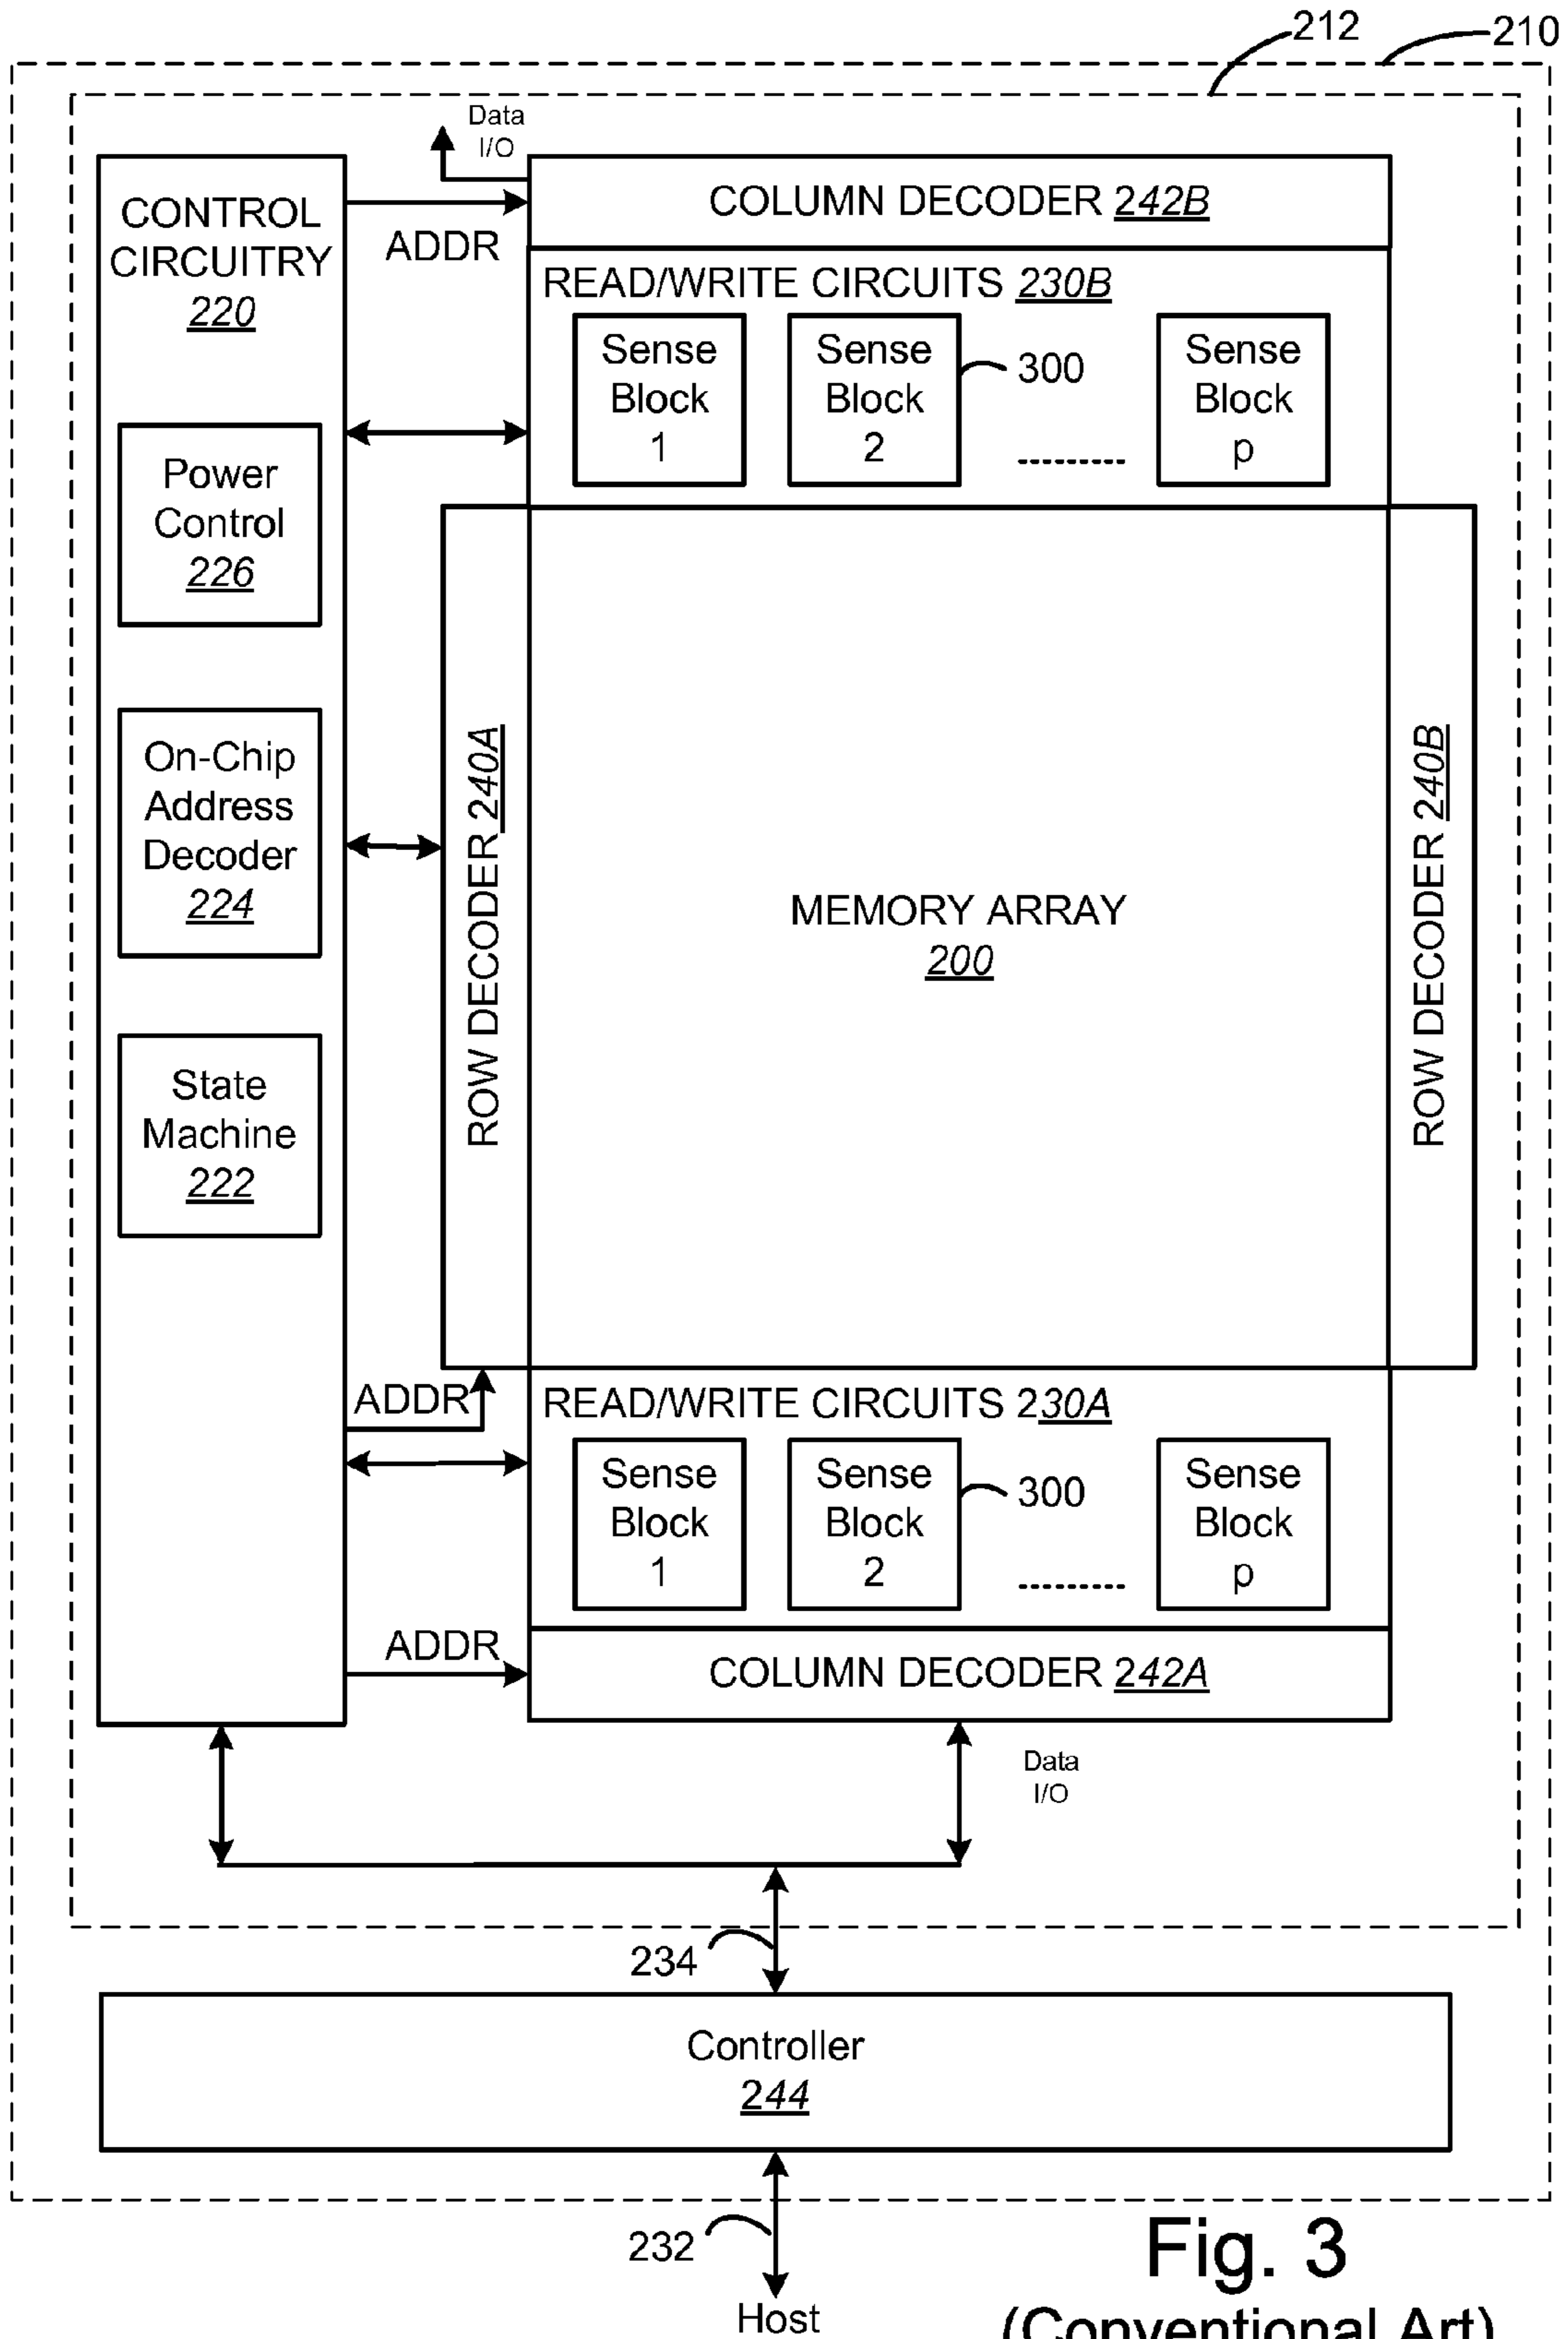 212
210
Data
I/O
CONTROL
CIRCUITRY
220
ADDR
COLUMN DECODER 242B
READ/WRITE CIRCUITS 230B
Sense
Block
1
Sense
Block
2
300
Sense
Block
p
Power
Control
226
On-Chip
Address
Decoder
224
State
Machine
222
ROW DECODER 240A
MEMORY ARRAY
200
ROW DECODER 240B
ADDR
READ/WRITE CIRCUITS 230A
Sense
Block
1
Sense
Block
2
300
Sense
Block
p
ADDR
COLUMN DECODER 242A
Data
I/O
234
Controller
244
232
Host
Fig. 3
(Conventional Art)